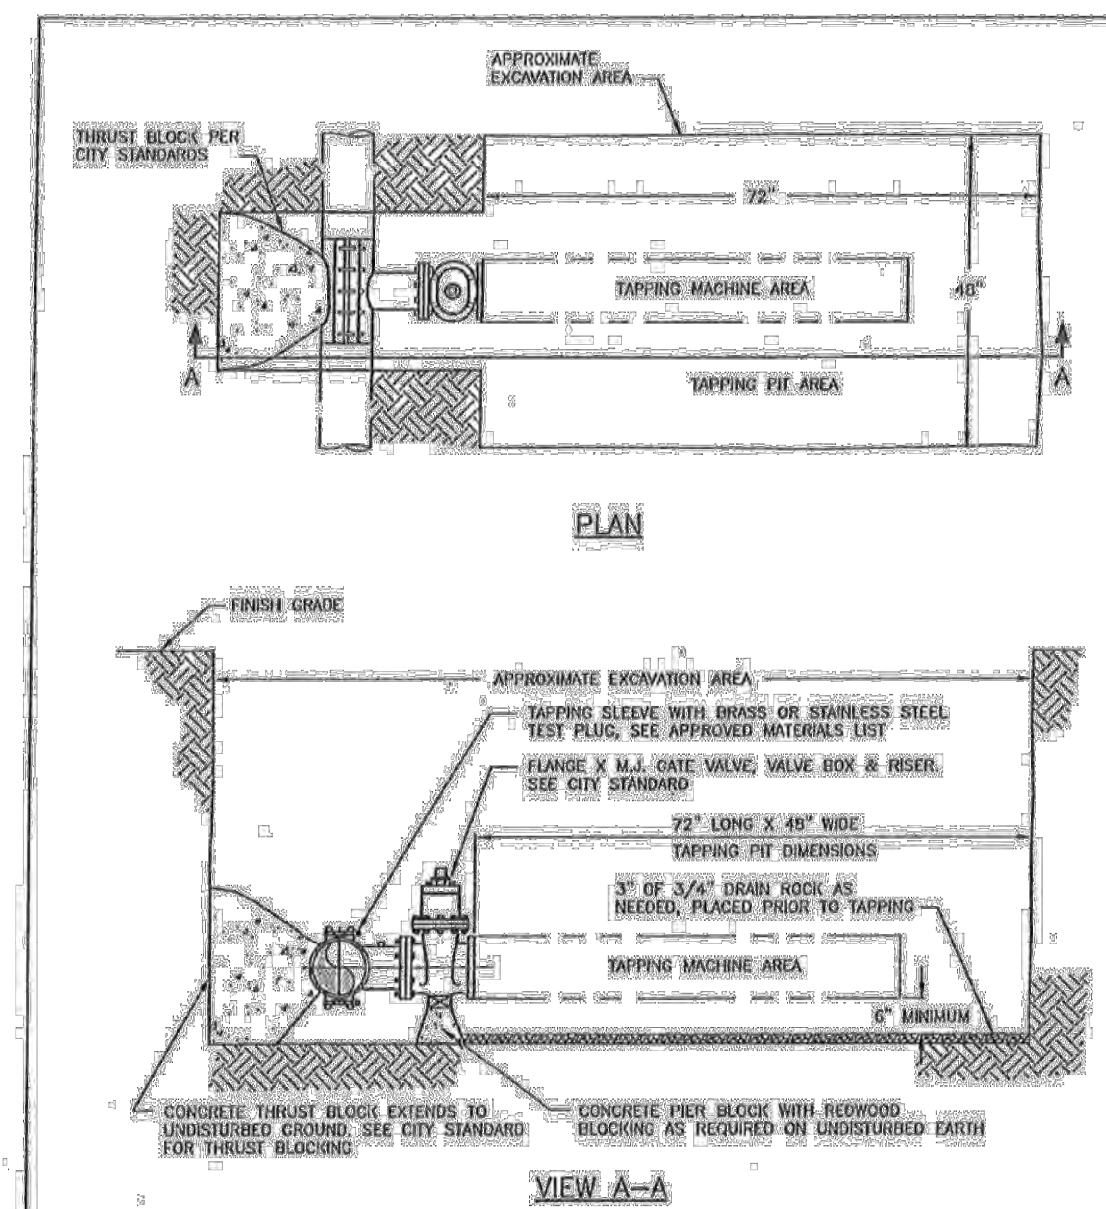 APPROXIMATE
EXCAVATION AREA
THRUST BLOCK PER
CITY STANDARDS
72"
TAPPING MACHINE AREA
48"
A
A
TAPPING PIT AREA
PLAN
FINISH GRADE
APPROXIMATE EXCAVATION AREA
TAPPING SLEEVE WITH BRASS OR STAINLESS STEEL
TEST PLUG, SEE APPROVED MATERIALS LIST
FLANGE X M.J. GATE VALVE, VALVE BOX & RISER.
SEE CITY STANDARD
72" LONG X 48" WIDE
TAPPING PIT DIMENSIONS
3" OF 3/4" DRAIN ROCK AS
NEEDED, PLACED PRIOR TO TAPPING
TAPPING MACHINE AREA
6" MINIMUM
CONCRETE THRUST BLOCK EXTENDS TO
UNDISTURBED GROUND, SEE CITY STANDARD
FOR THRUST BLOCKING
CONCRETE PIER BLOCK WITH REDWOOD
BLOCKING AS REQUIRED ON UNDISTURBED EARTH
VIEW A-A